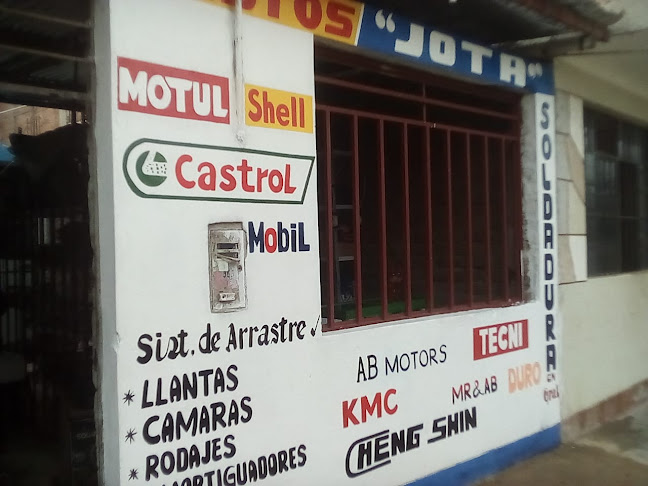 "JOTA"
MOTUL
Shell
Castrol
Mobil
Sist. de Arrastre
* LLANTAS
* CAMARAS
* RODAJES
AB MOTORS
TECNI
KMC
MR&AB
DURO
CHENG SHIN
SOLDADURA